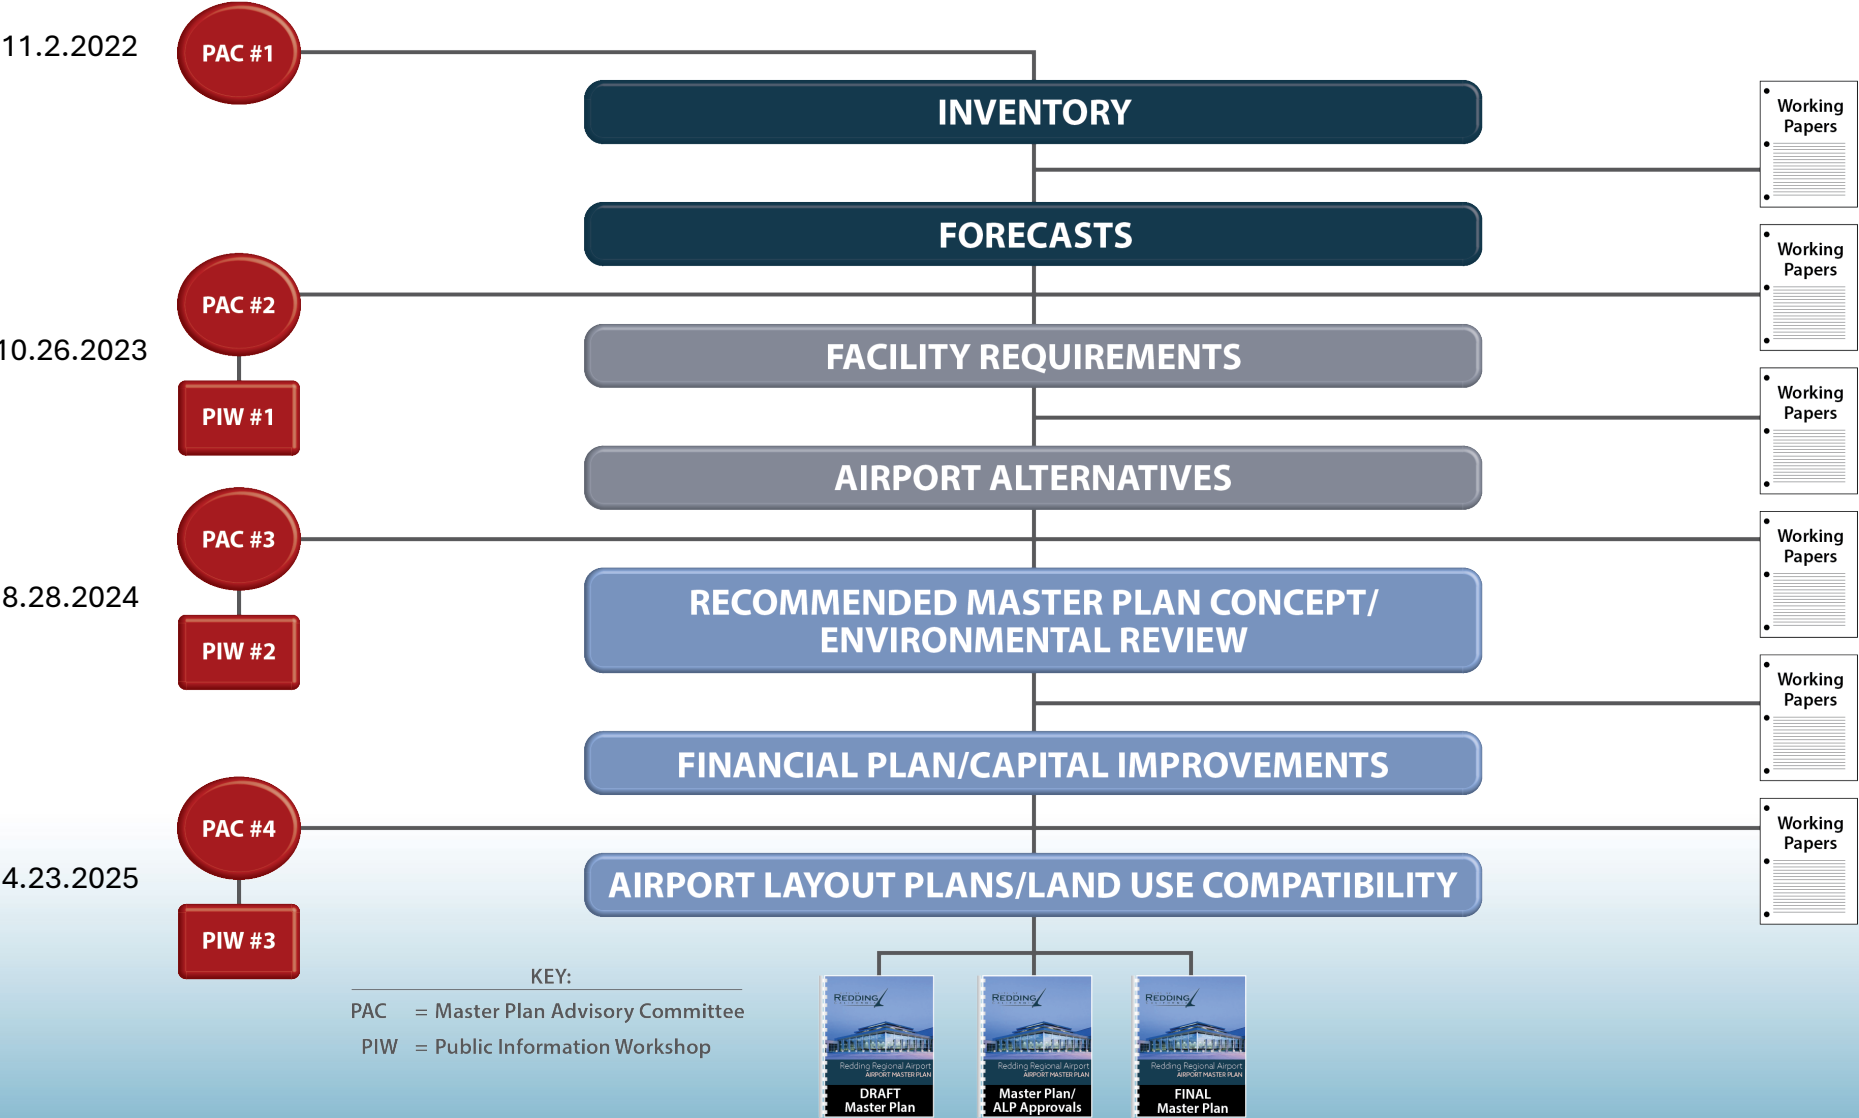 11.2.2022
PAC #1
INVENTORY
Working
Papers
FORECASTS
Working
Papers
PAC #2
10.26.2023
FACILITY REQUIREMENTS
PIW #1
Working
Papers
AIRPORT ALTERNATIVES
PAC #3
Working
Papers
8.28.2024
RECOMMENDED MASTER PLAN CONCEPT/
ENVIRONMENTAL REVIEW
PIW #2
Working
Papers
FINANCIAL PLAN/CAPITAL IMPROVEMENTS
PAC #4
Working
Papers
4.23.2025
AIRPORT LAYOUT PLANS/LAND USE COMPATIBILITY
PIW #3
KEY:
PAC = Master Plan Advisory Committee
PIW = Public Information Workshop
REDDING
Redding Regional Airport
AIRPORT MASTER PLAN
DRAFT
Master Plan
REDDING
Redding Regional Airport
AIRPORT MASTER PLAN
Master Plan/
ALP Approvals
REDDING
Redding Regional Airport
AIRPORT MASTER PLAN
FINAL
Master Plan